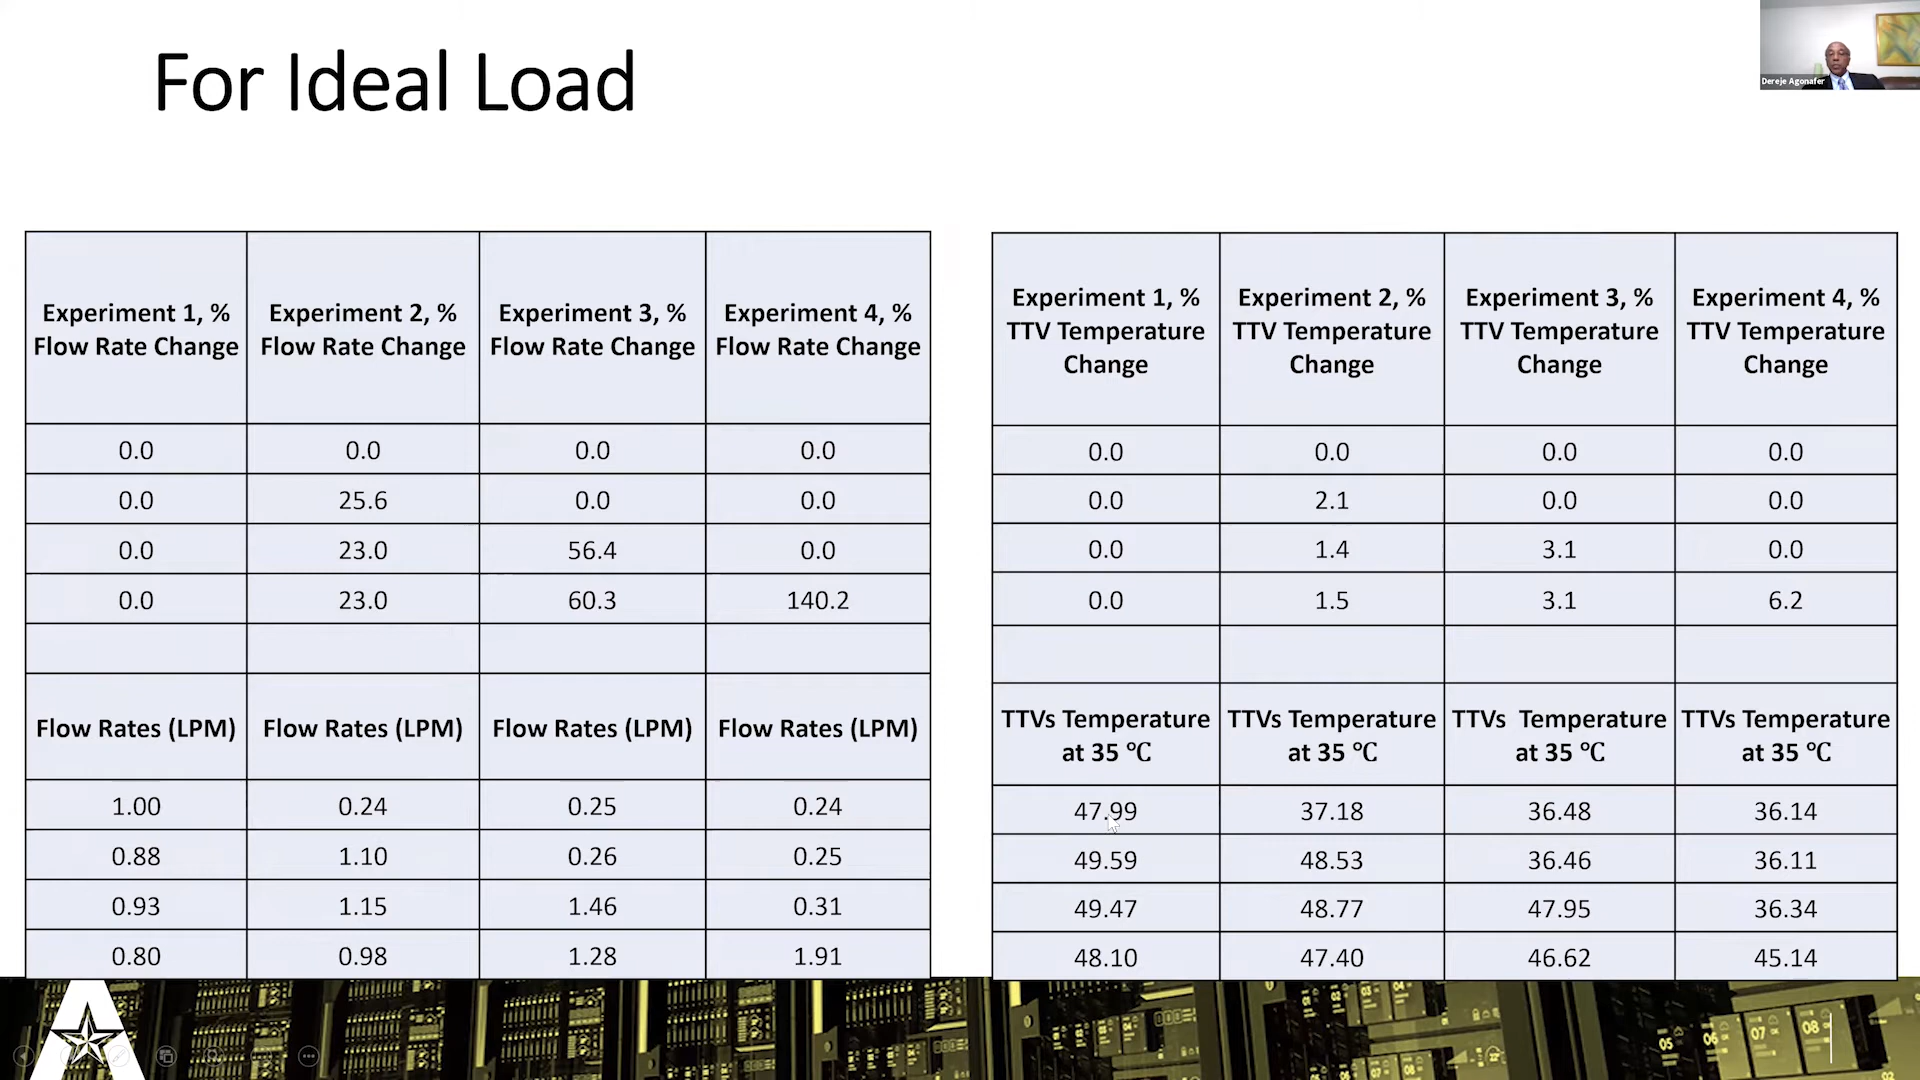 For Ideal Load
Dereje Agonafer
Experiment 1, % Flow Rate Change Experiment 2, % Flow Rate Change Experiment 3, % Flow Rate Change Experiment 4, % Flow Rate Change
0.0 0.0 0.0 0.0
0.0 25.6 0.0 0.0
0.0 23.0 56.4 0.0
0.0 23.0 60.3 140.2
Flow Rates (LPM) Flow Rates (LPM) Flow Rates (LPM) Flow Rates (LPM)
1.00 0.24 0.25 0.24
0.88 1.10 0.26 0.25
0.93 1.15 1.46 0.31
0.80 0.98 1.28 1.91
Experiment 1, % TTV Temperature Change Experiment 2, % TTV Temperature Change Experiment 3, % TTV Temperature Change Experiment 4, % TTV Temperature Change
0.0 0.0 0.0 0.0
0.0 2.1 0.0 0.0
0.0 1.4 3.1 0.0
0.0 1.5 3.1 6.2
TTVs Temperature at 35 ℃ TTVs Temperature at 35 ℃ TTVs Temperature at 35 ℃ TTVs Temperature at 35 ℃
47.99 37.18 36.48 36.14
49.59 48.53 36.46 36.11
49.47 48.77 47.95 36.34
48.10 47.40 46.62 45.14
A
05 06 07 08